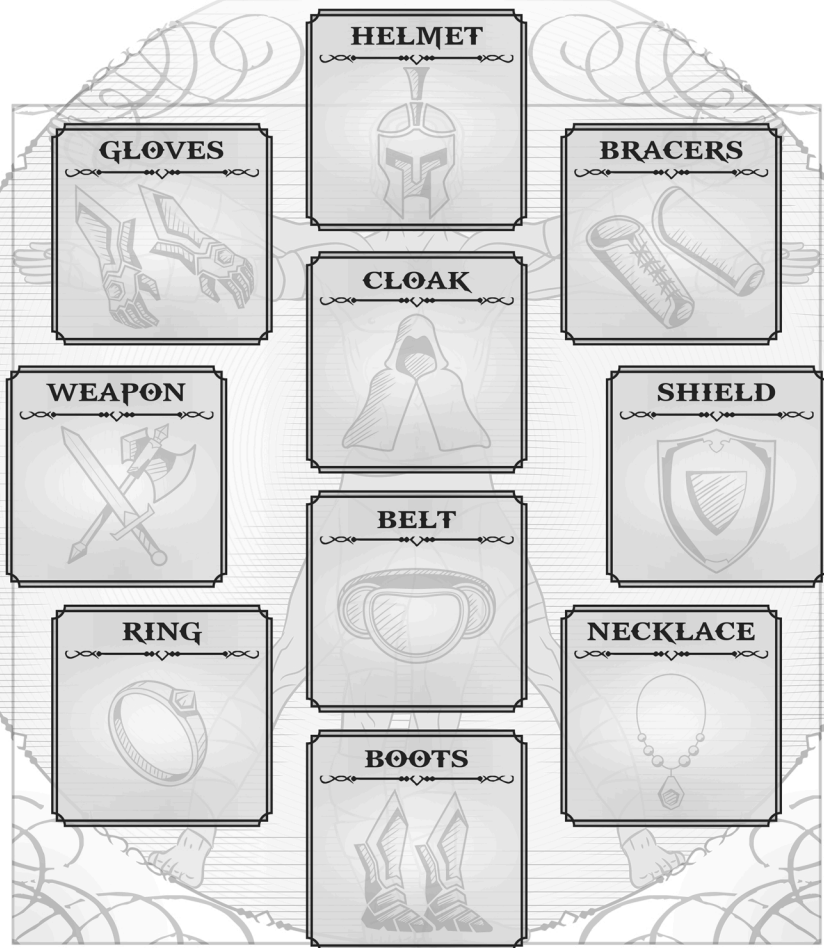 HELMET
GLOVES
BRACERS
CLOAK
WEAPON
SHIELD
BELT
RING
NECKLACE
BOOTS